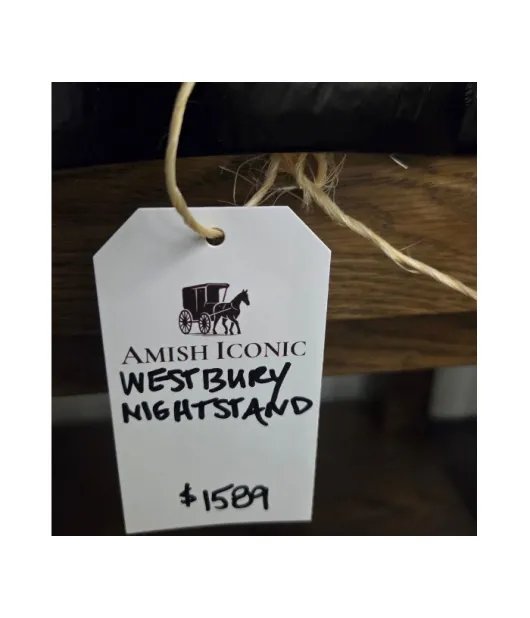 AMISH ICONIC
WESTBURY
NIGHTSTAND
$1589